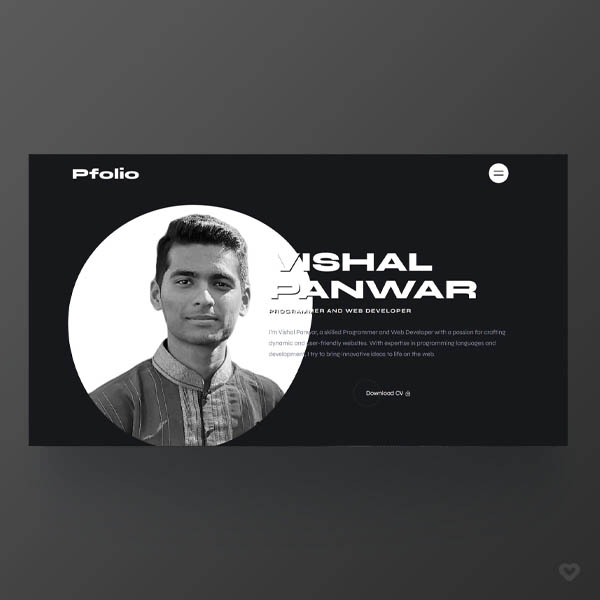 Pfolio
VISHAL
PANWAR
PROGRAMMER AND WEB DEVELOPER
I'm Vishal Panwar, a skilled Programmer and Web Developer with a passion for crafting
dynamic and user-friendly websites. With expertise in programming languages and
development I try to bring innovative ideas to life on the web.
Download CV